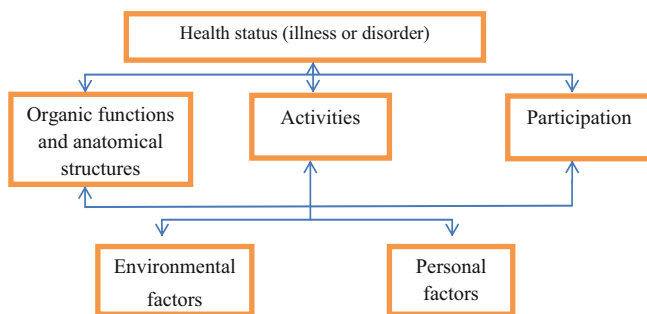 Health status (illness or disorder)
Organic functions
and anatomical
structures
Activities
Participation
Environmental
factors
Personal
factors